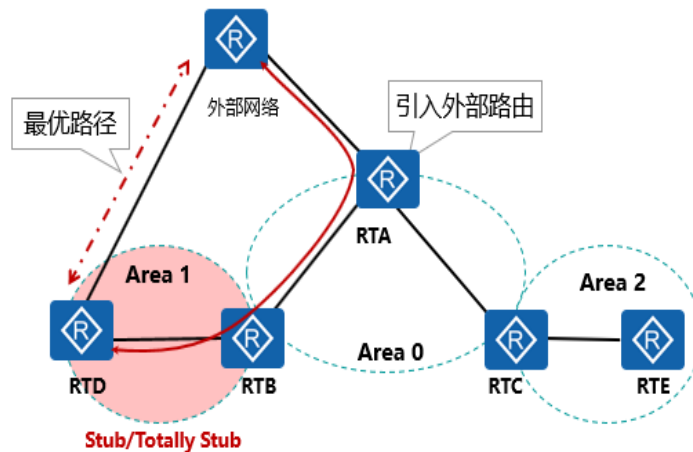 R
外部网络
最优路径
引入外部路由
R
RTA
Area 1
Area 2
R
RTD
R
RTB
Area 0
R
RTC
R
RTE
Stub/Totally Stub